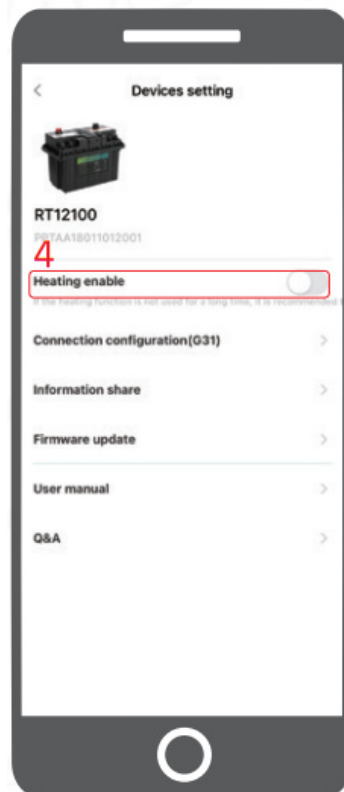 Devices setting
RT12100
PBTAA18011012001
4
Heating enable
If the heating function is not used for a long time, it is recommended
Connection configuration(G31)
Information share
Firmware update
User manual
Q&A